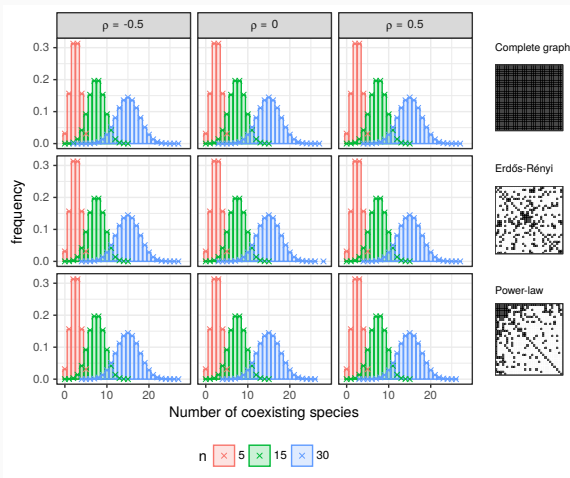 ρ = -0.5
ρ = 0
ρ = 0.5
Complete graph
0.3
0.2
0.1
0.0
Erdős-Rényi
0.3
0.2
0.1
0.0
Power-law
0.3
0.2
0.1
0.0
frequency
0 10 20
0 10 20
0 10 20
Number of coexisting species
n 5 15 30